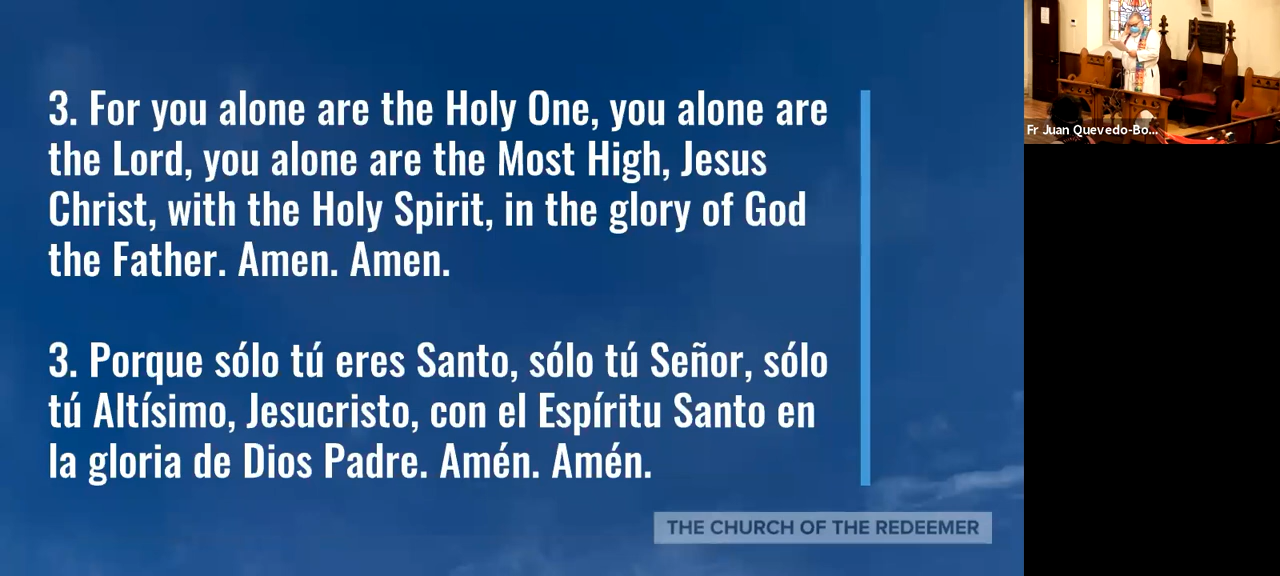 3. For you alone are the Holy One, you alone are
the Lord, you alone are the Most High, Jesus
Christ, with the Holy Spirit, in the glory of God
the Father. Amen. Amen.
3. Porque sólo tú eres Santo, sólo tú Señor, sólo
tú Altísimo, Jesucristo, con el Espíritu Santo en
la gloria de Dios Padre. Amén. Amén.
THE CHURCH OF THE REDEEMER
Fr Juan Quevedo-Bo...